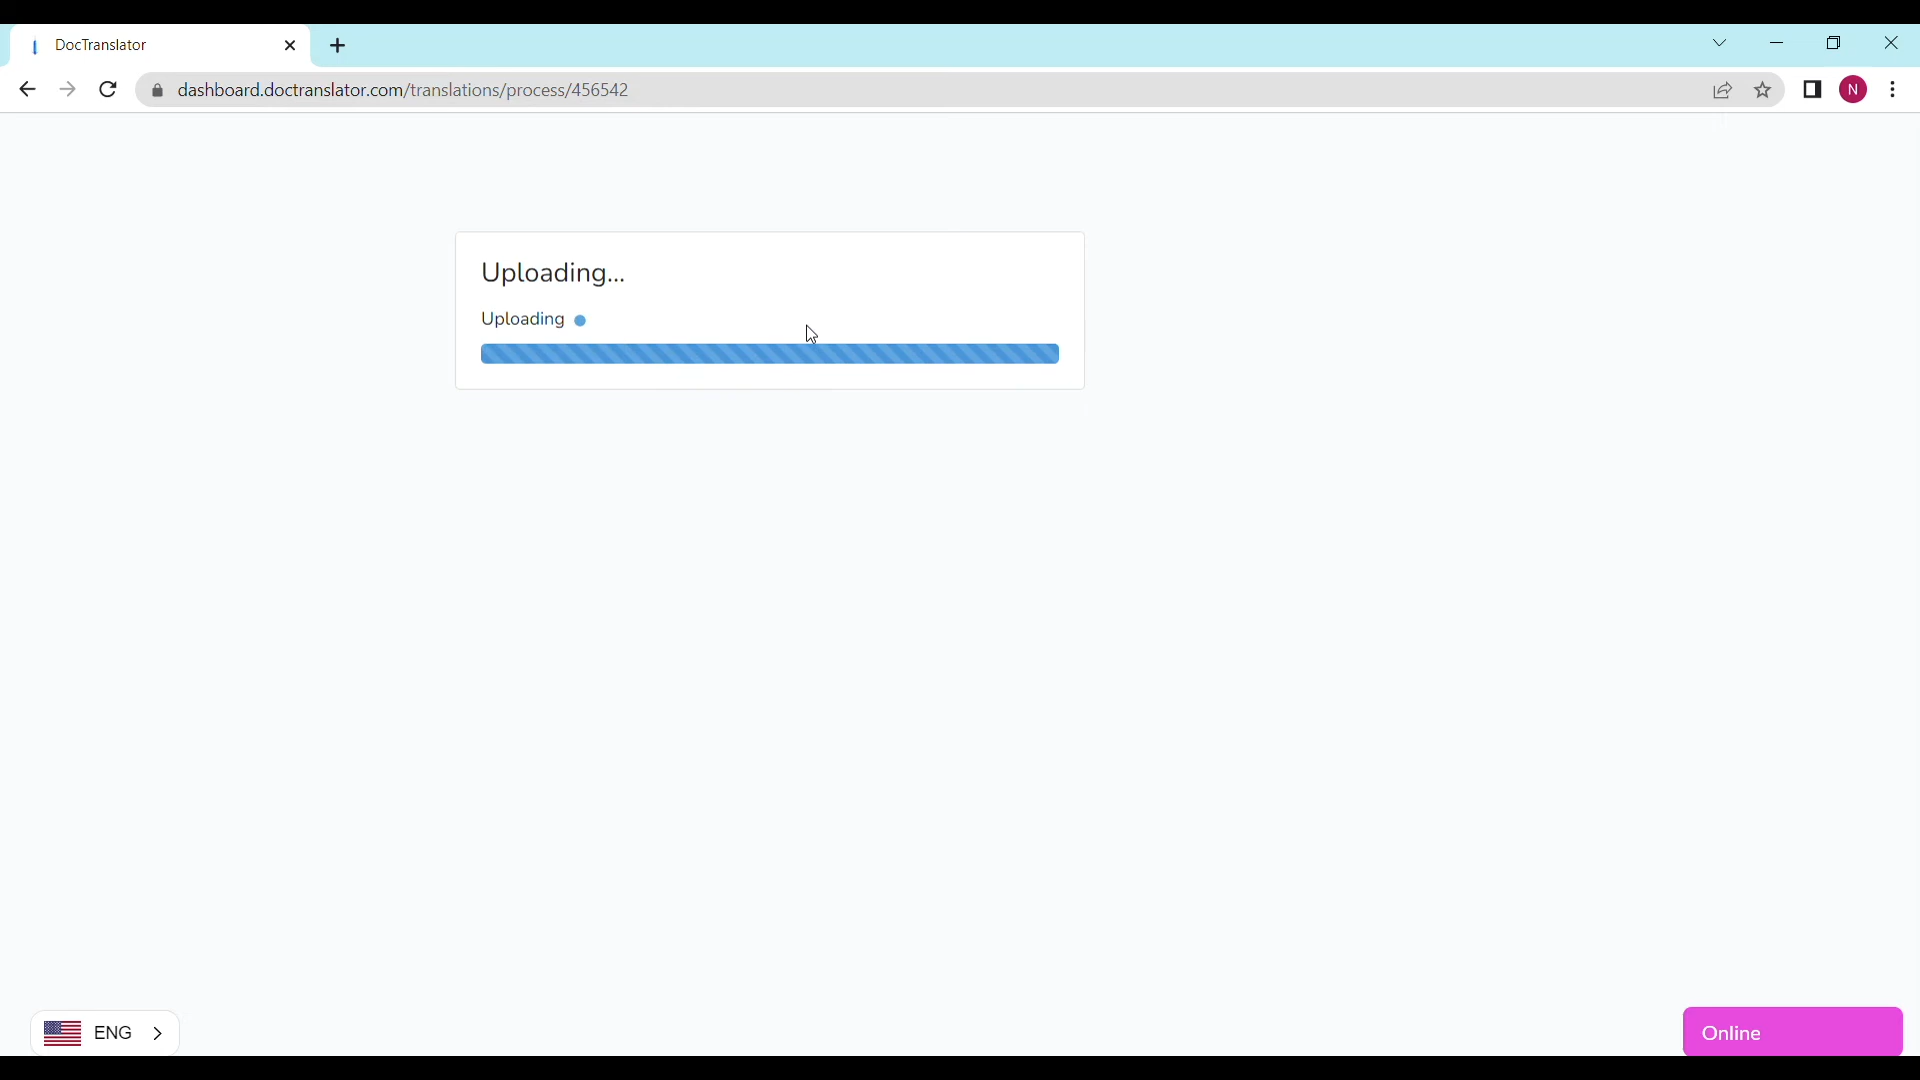 DocTranslator
dashboard.doctranslator.com/translations/process/456542
N
Uploading...
Uploading
ENG
Online